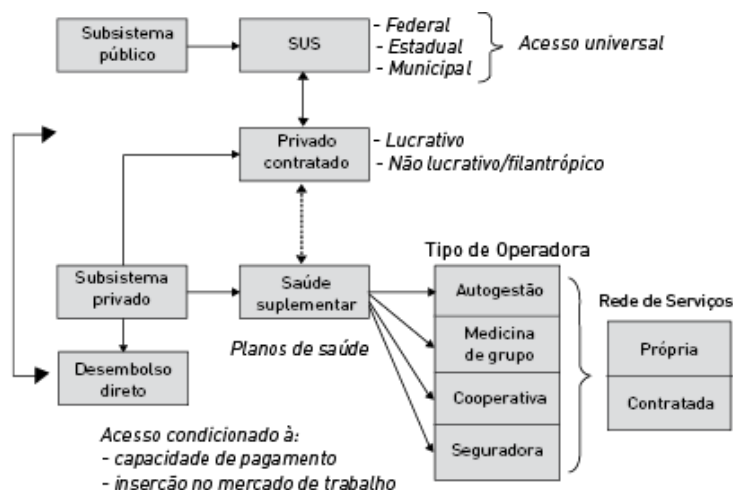 Subsistema
público
SUS
- Federal
- Estadual
- Municipal
Acesso universal
Privado
contratado
- Lucrativo
- Não lucrativo/filantrópico
Subsistema
privado
Saúde
suplementar
Planos de saúde
Desembolso
direto
Acesso condicionado à:
- capacidade de pagamento
- inserção no mercado de trabalho
Tipo de Operadora
Autogestão
Medicina
de grupo
Cooperativa
Seguradora
Rede de Serviços
Própria
Contratada